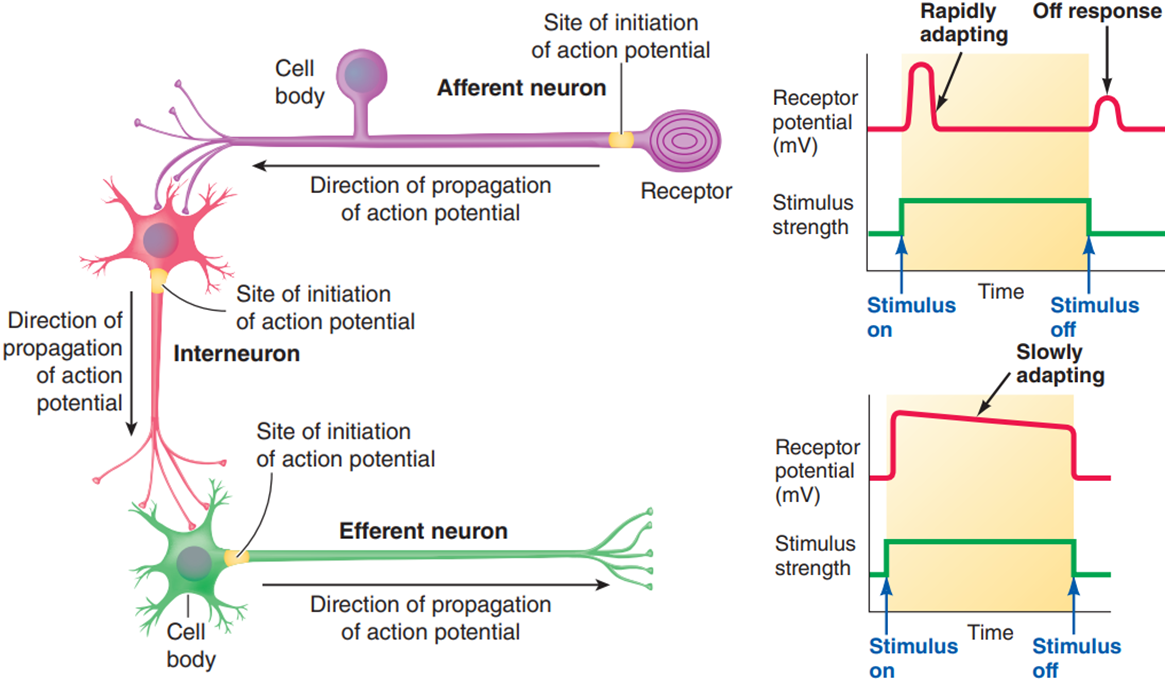 Site of initiation
of action potential
Cell
body
Afferent neuron
Direction of propagation
of action potential
Receptor
Site of initiation
of action potential
Direction of
propagation
of action
potential
Interneuron
Site of initiation
of action potential
Efferent neuron
Direction of propagation
of action potential
Cell
body
Rapidly
adapting
Off response
Receptor
potential
(mV)
Stimulus
strength
Time
Stimulus
on
Stimulus
off
Slowly
adapting
Receptor
potential
(mV)
Stimulus
strength
Time
Stimulus
on
Stimulus
off